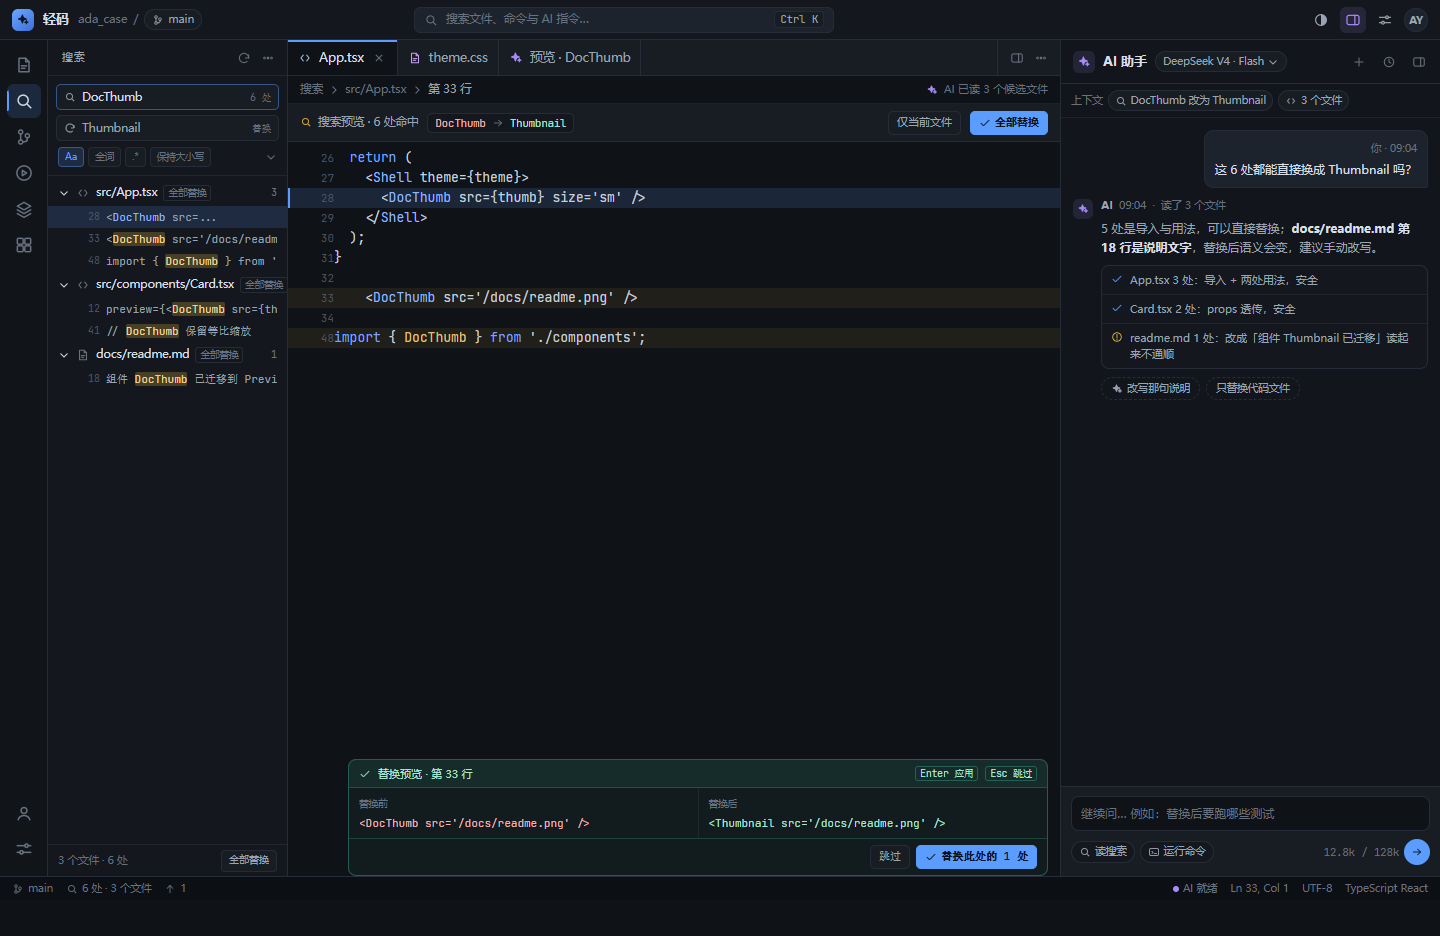 轻码 ada_case / main
搜索文件、命令与 AI 指令... Ctrl K
AY
搜索
DocThumb 6 处
Thumbnail 替换
Aa 全词 .* 保持大小写
src/App.tsx 全部替换 3
28 <DocThumb src=...
33 <DocThumb src='/docs/readm
48 import { DocThumb } from '
src/components/Card.tsx 全部替换
12 preview={<DocThumb src={th
41 // DocThumb 保留等比缩放
docs/readme.md 全部替换 1
18 组件 DocThumb 已迁移到 Previ
3 个文件 · 6 处 全部替换
App.tsx
theme.css
预览 · DocThumb
搜索 > src/App.tsx > 第 33 行
AI 已读 3 个候选文件
搜索预览 · 6 处命中 DocThumb → Thumbnail
仅当前文件
全部替换
26 return (
27 <Shell theme={theme}>
28 <DocThumb src={thumb} size='sm' />
29 </Shell>
30 );
31 }
32
33 <DocThumb src='/docs/readme.png' />
34
48 import { DocThumb } from './components';
替换预览 · 第 33 行 Enter 应用 Esc 跳过
替换前
<DocThumb src='/docs/readme.png' />
替换后
<Thumbnail src='/docs/readme.png' />
跳过
替换此处的 1 处
AI 助手 DeepSeek V4 · Flash
上下文 DocThumb 改为 Thumbnail 3 个文件
你 · 09:04
这 6 处都能直接换成 Thumbnail 吗?
AI 09:04 · 读了 3 个文件
5 处是导入与用法，可以直接替换；docs/readme.md 第
18 行是说明文字，替换后语义会变，建议手动改写。
App.tsx 3 处：导入 + 两处用法，安全
Card.tsx 2 处：props 透传，安全
readme.md 1 处：改成「组件 Thumbnail 已迁移」读起
来不通顺
改写那句说明
只替换代码文件
继续问... 例如：替换后要跑哪些测试
读搜索
运行命令
12.8k / 128k
main 6 处 · 3 个文件 ↑ 1
AI 就绪 Ln 33, Col 1 UTF-8 TypeScript React